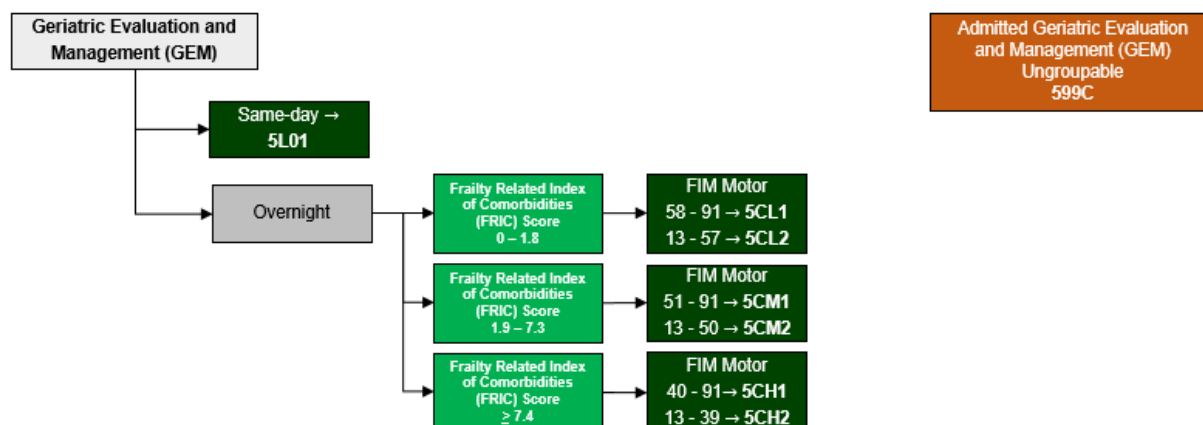 Geriatric Evaluation and
Management (GEM)
Admitted Geriatric Evaluation
and Management (GEM)
Ungroupable
599C
Same-day →
5L01
Overnight
Frailty Related Index
of Comorbidities
(FRIC) Score
0 – 1.8
FIM Motor
58 - 91 → 5CL1
13 - 57 → 5CL2
Frailty Related Index
of Comorbidities
(FRIC) Score
1.9 – 7.3
FIM Motor
51 - 91 → 5CM1
13 - 50 → 5CM2
Frailty Related Index
of Comorbidities
(FRIC) Score
≥ 7.4
FIM Motor
40 - 91→ 5CH1
13 - 39 → 5CH2